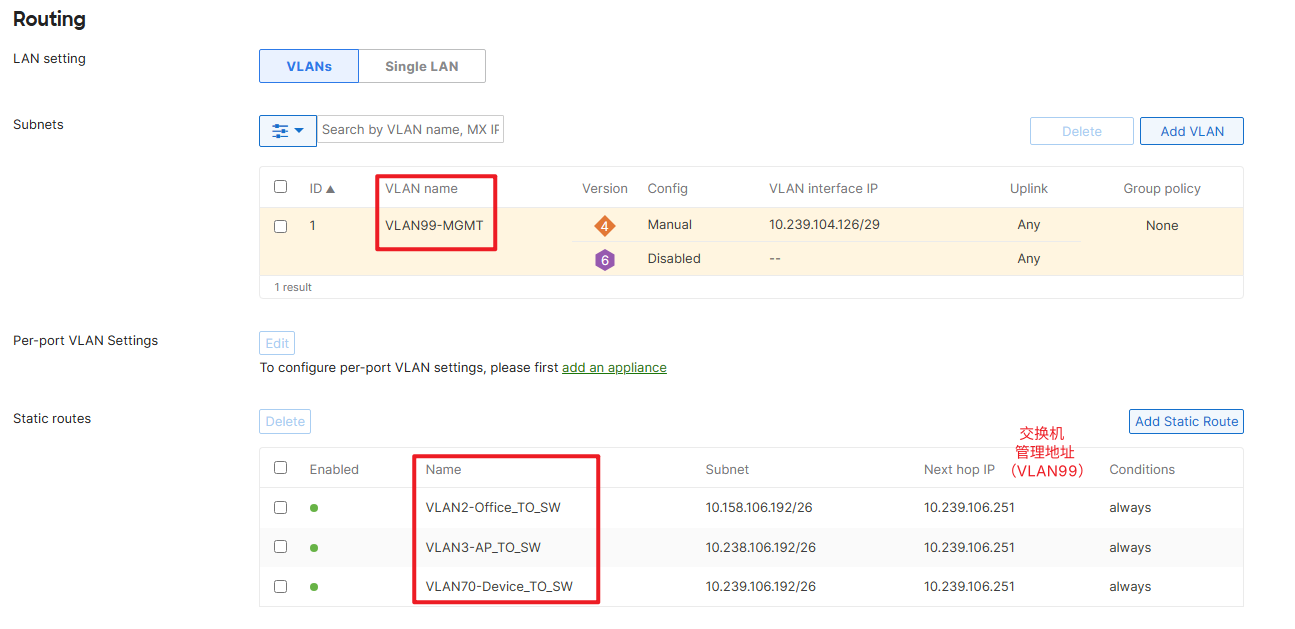 Routing
LAN setting
VLANs Single LAN
Subnets
Search by VLAN name, MX IP
Delete Add VLAN
ID ▲ VLAN name Version Config VLAN interface IP Uplink Group policy
1 VLAN99-MGMT 4 Manual 10.239.104.126/29 Any None
6 Disabled -- Any
1 result
Per-port VLAN Settings
Edit
To configure per-port VLAN settings, please first add an appliance
Static routes
Delete
Add Static Route
交换机
管理地址
（VLAN99）
Enabled Name Subnet Next hop IP Conditions
VLAN2-Office_TO_SW 10.158.106.192/26 10.239.106.251 always
VLAN3-AP_TO_SW 10.238.106.192/26 10.239.106.251 always
VLAN70-Device_TO_SW 10.239.106.192/26 10.239.106.251 always